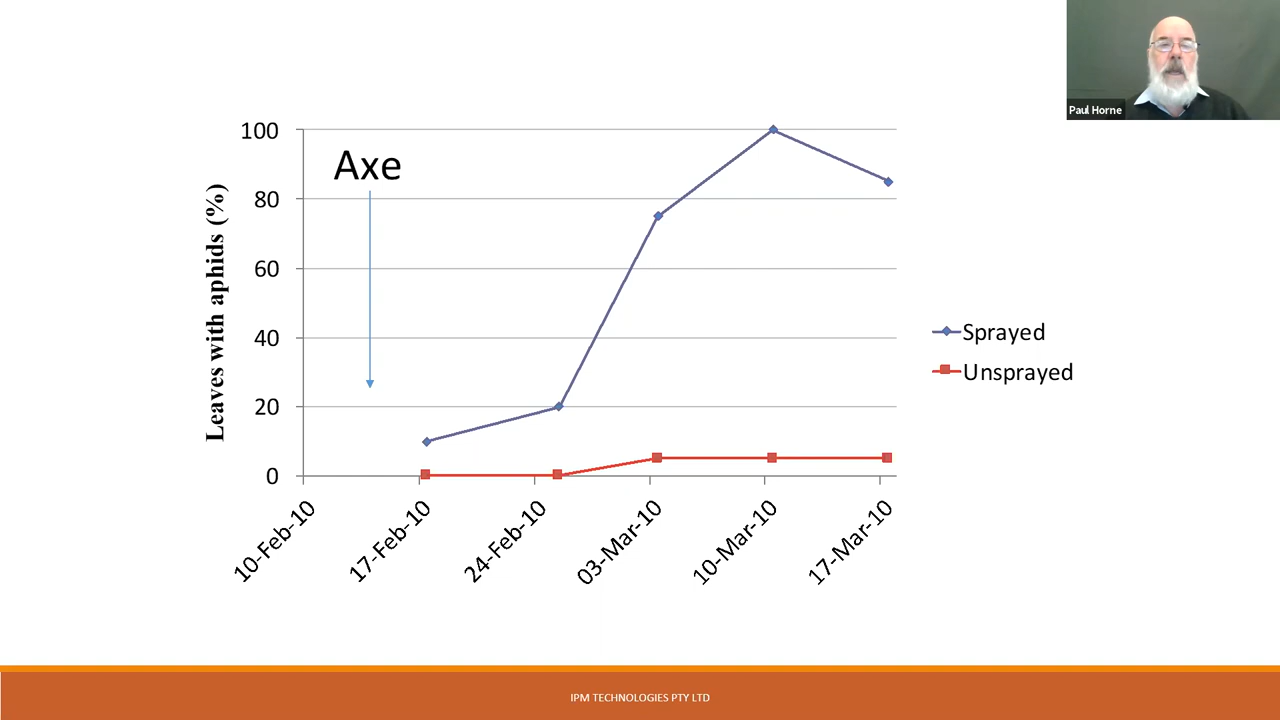 Paul Horne
Axe
Leaves with aphids (%)
100
80
60
40
20
0
10-Feb-10
17-Feb-10
24-Feb-10
03-Mar-10
10-Mar-10
17-Mar-10
Sprayed
Unsprayed
IPM TECHNOLOGIES PTY LTD